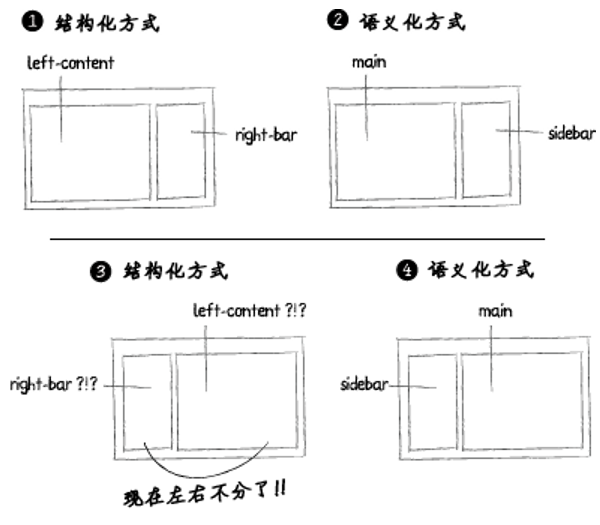 ❶ 结构化方式
❷ 语义化方式
left-content
main
right-bar
sidebar
❸ 结构化方式
❹ 语义化方式
left-content ?!?
main
right-bar ?!?
sidebar
现在左右不分了!!